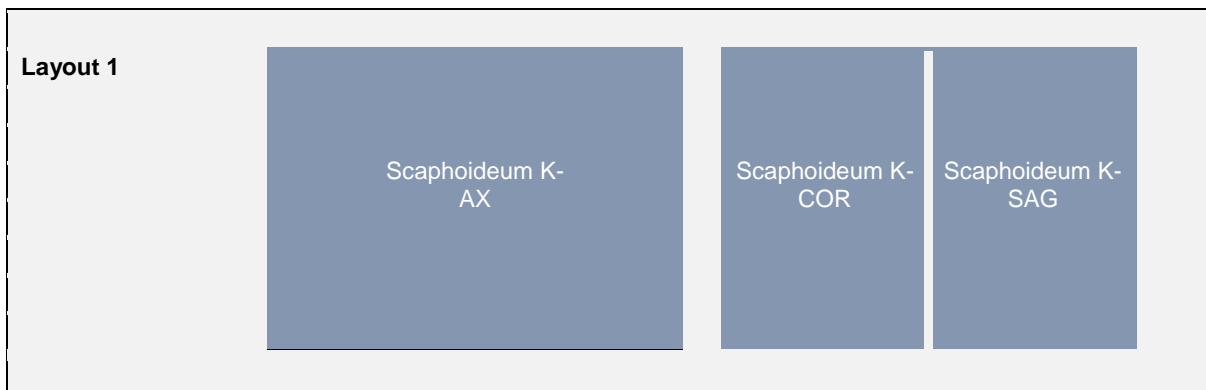 Layout 1
Scaphoideum K-
AX
Scaphoideum K-
COR
Scaphoideum K-
SAG